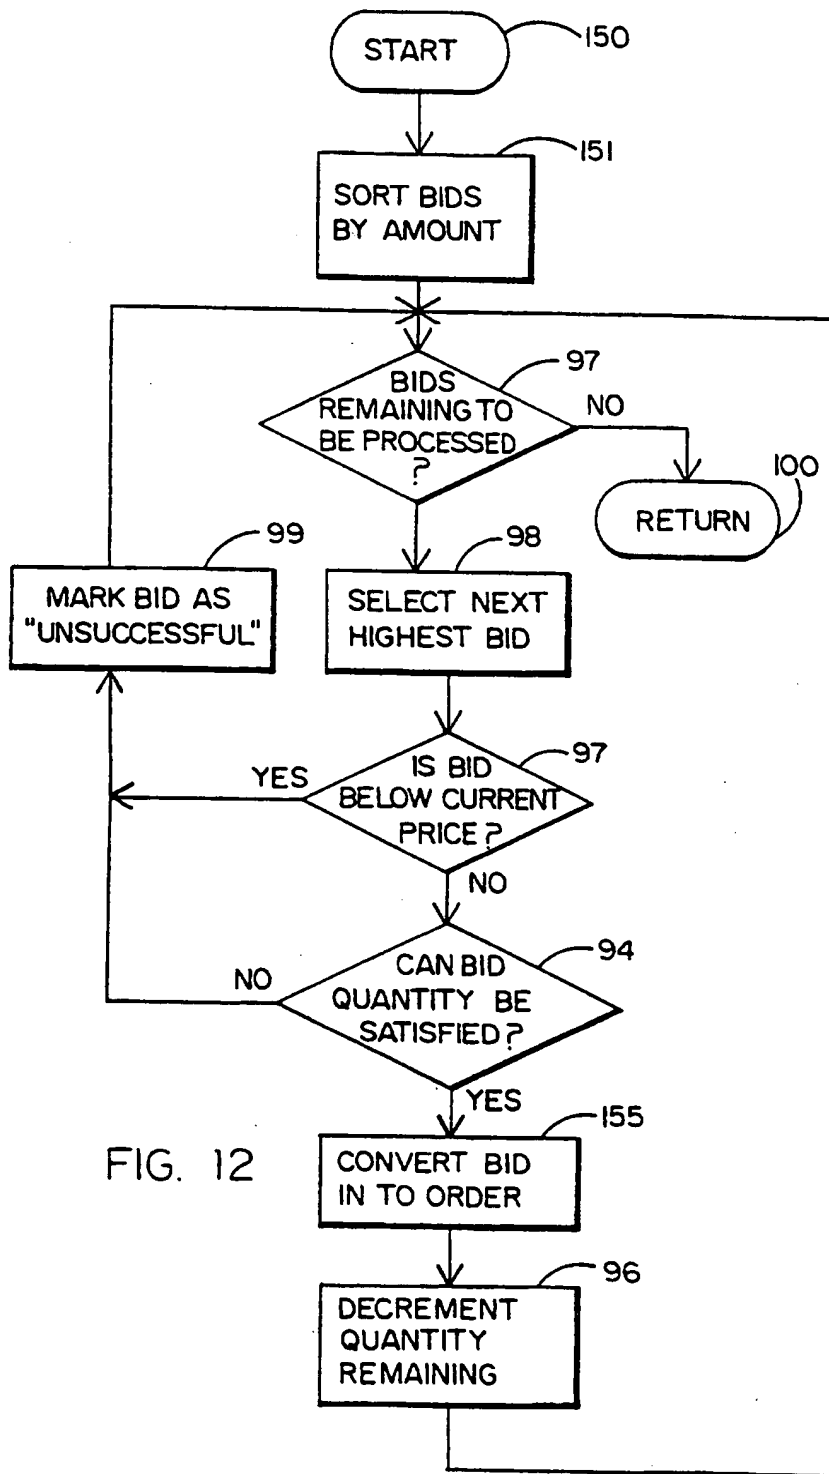 START
150
151
SORT BIDS
BY AMOUNT
97
BIDS
REMAINING TO
BE PROCESSED
?
NO
100
RETURN
99
MARK BID AS
"UNSUCCESSFUL"
98
SELECT NEXT
HIGHEST BID
97
YES
IS BID
BELOW CURRENT
PRICE?
NO
94
NO
CAN BID
QUANTITY BE
SATISFIED?
YES
155
FIG. 12
CONVERT BID
IN TO ORDER
96
DECREMENT
QUANTITY
REMAINING